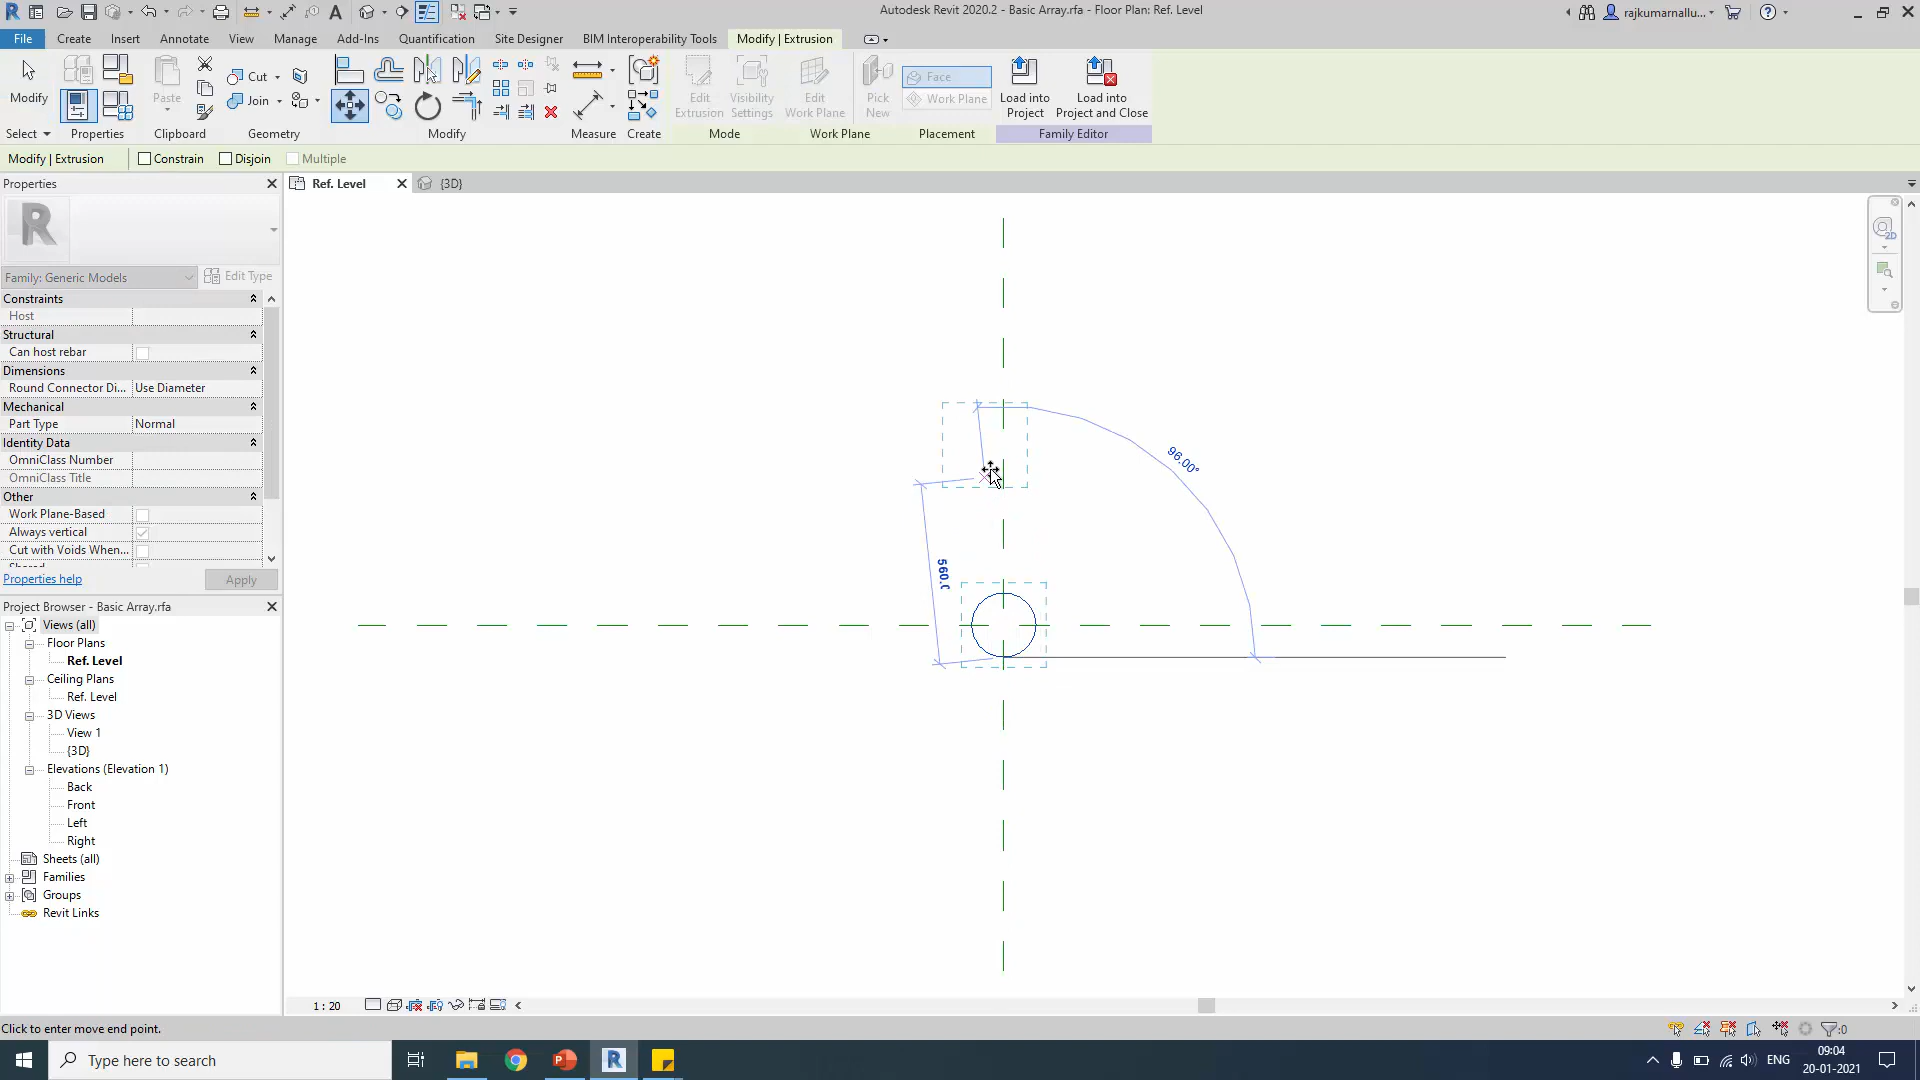 Autodesk Revit 2020.2 - Basic Array.rfa - Floor Plan: Ref. Level
rajkumarnallu...
File Create Insert Annotate View Manage Add-Ins Quantification Site Designer BIM Interoperability Tools Modify | Extrusion
Modify
Paste
Cut
Join
Edit Extrusion
Visibility Settings
Edit Work Plane
Pick New
Face
Work Plane
Load into Project
Load into Project and Close
Select Properties Clipboard Geometry Modify Measure Create Mode Work Plane Placement Family Editor
Modify | Extrusion Constrain Disjoin Multiple
Properties
Ref. Level
{3D}
Family: Generic Models Edit Type
Constraints
Host
Structural
Can host rebar
Dimensions
Round Connector Di... Use Diameter
Mechanical
Part Type Normal
Identity Data
OmniClass Number
OmniClass Title
Other
Work Plane-Based
Always vertical
Cut with Voids When...
Properties help Apply
Project Browser - Basic Array.rfa
Views (all)
Floor Plans
Ref. Level
Ceiling Plans
Ref. Level
3D Views
View 1
{3D}
Elevations (Elevation 1)
Back
Front
Left
Right
Sheets (all)
Families
Groups
Revit Links
96.00°
560.0
2D
1 : 20
Click to enter move end point.
:0
Type here to search
ENG
09:04
20-01-2021